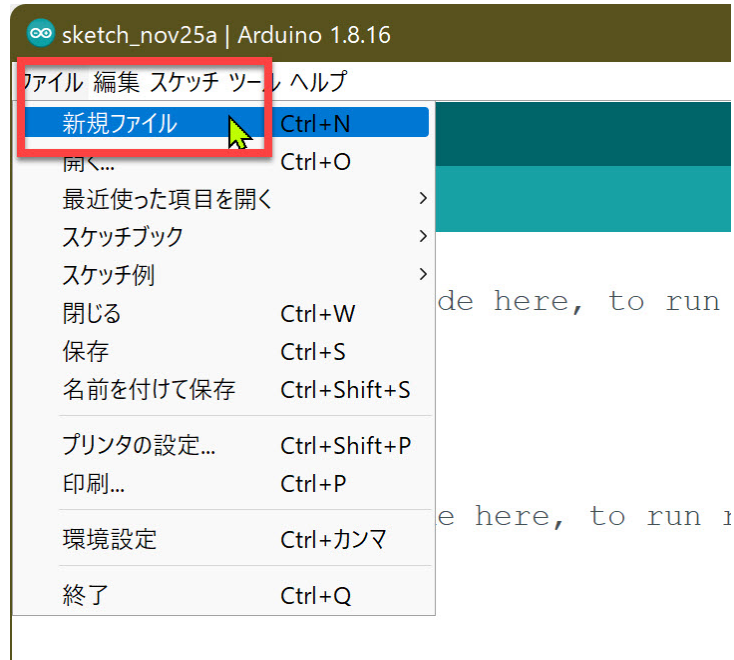 sketch_nov25a | Arduino 1.8.16
ファイル 編集 スケッチ ツール ヘルプ
新規ファイル Ctrl+N
開く... Ctrl+O
最近使った項目を開く >
スケッチブック >
スケッチ例 >
閉じる Ctrl+W
保存 Ctrl+S
名前を付けて保存 Ctrl+Shift+S
プリンタの設定... Ctrl+Shift+P
印刷... Ctrl+P
環境設定 Ctrl+カンマ
終了 Ctrl+Q
de here, to run
e here, to run r